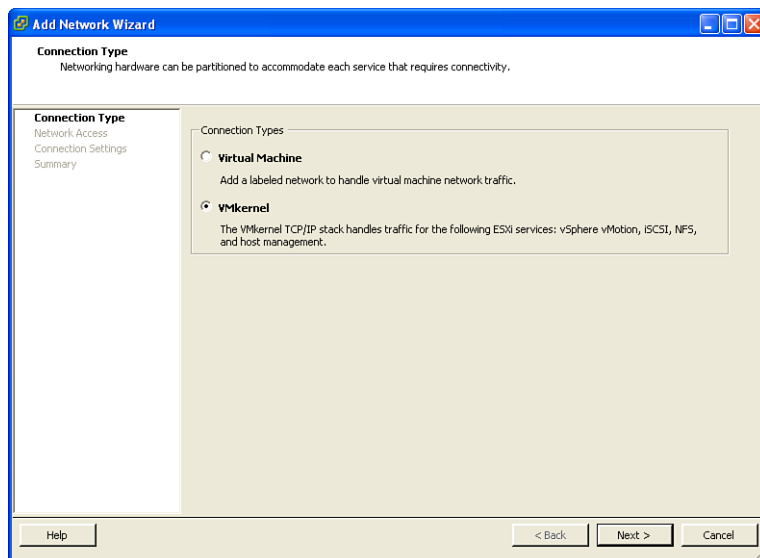 Add Network Wizard
Connection Type
Networking hardware can be partitioned to accommodate each service that requires connectivity.
Connection Type
Network Access
Connection Settings
Summary
Connection Types
Virtual Machine
Add a labeled network to handle virtual machine network traffic.
VMkernel
The VMkernel TCP/IP stack handles traffic for the following ESXi services: vSphere vMotion, iSCSI, NFS,
and host management.
Help
< Back
Next >
Cancel